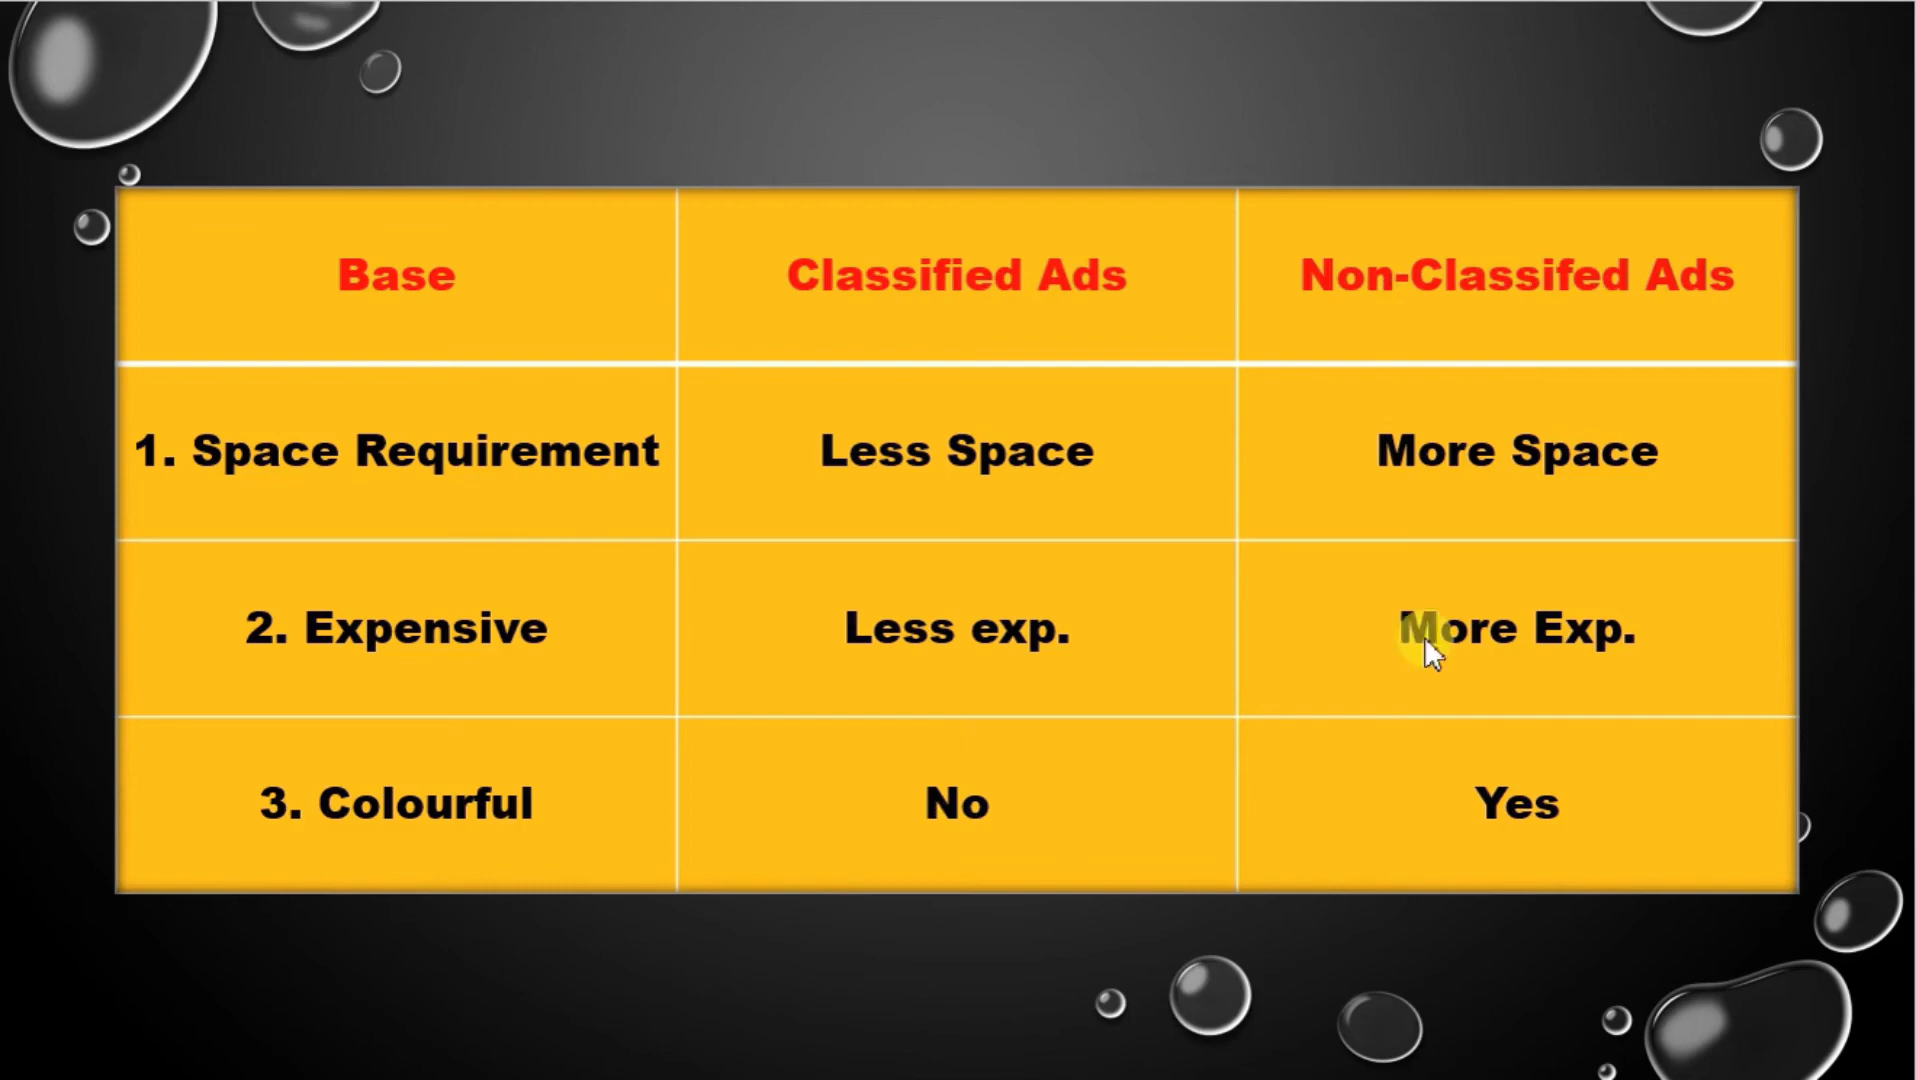 Base Classified Ads Non-Classifed Ads
1. Space Requirement Less Space More Space
2. Expensive Less exp. More Exp.
3. Colourful No Yes